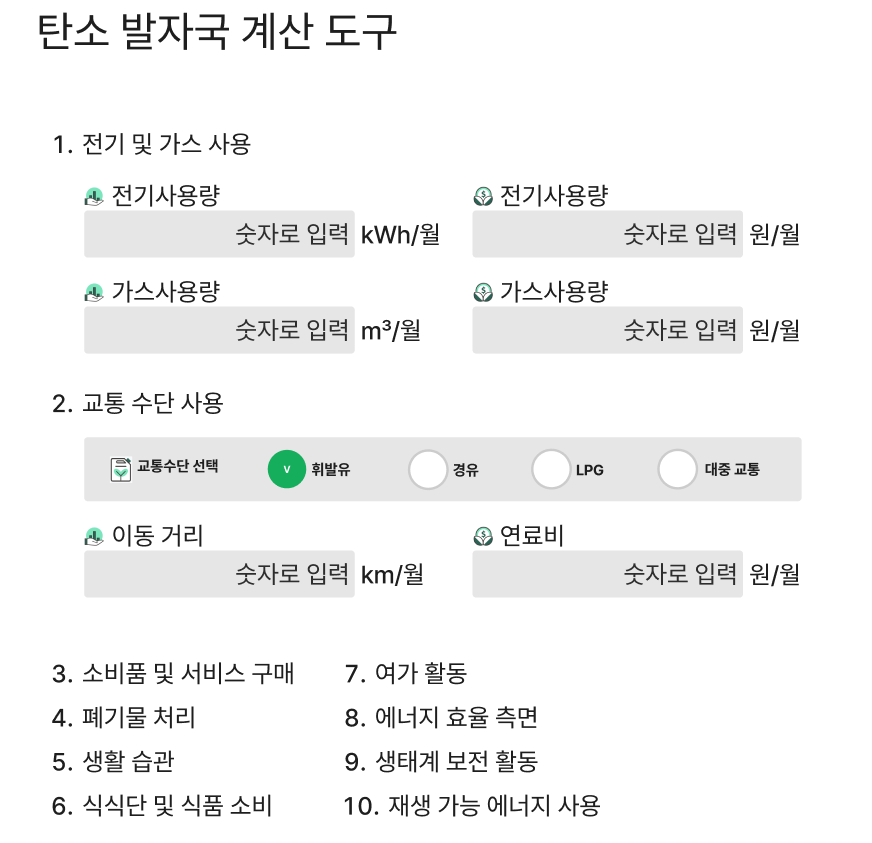 탄소 발자국 계산 도구
1. 전기 및 가스 사용
전기사용량 전기사용량
숫자로 입력 kWh/월 숫자로 입력 원/월
가스사용량 가스사용량
숫자로 입력 m³/월 숫자로 입력 원/월
2. 교통 수단 사용
교통수단 선택 v 휘발유 경유 LPG 대중 교통
이동 거리 연료비
숫자로 입력 km/월 숫자로 입력 원/월
3. 소비품 및 서비스 구매
4. 폐기물 처리
5. 생활 습관
6. 식식단 및 식품 소비
7. 여가 활동
8. 에너지 효율 측면
9. 생태계 보전 활동
10. 재생 가능 에너지 사용